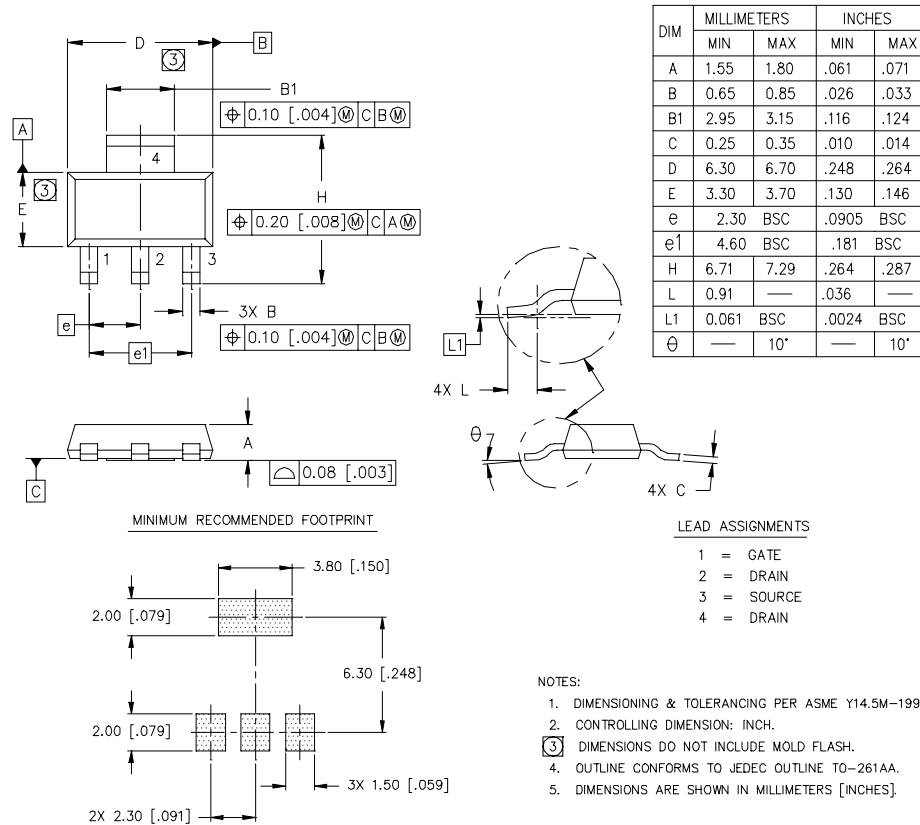 D
B
3
B1
⌖ 0.10 [.004]Ⓜ C BⓂ
A
4
3
E
H
⌖ 0.20 [.008]Ⓜ C AⓂ
1 2 3
3X B
e
⌖ 0.10 [.004]Ⓜ C BⓂ
e1
L1
4X L
DIM MILLIMETERS INCHES
MIN MAX MIN MAX
A 1.55 1.80 .061 .071
B 0.65 0.85 .026 .033
B1 2.95 3.15 .116 .124
C 0.25 0.35 .010 .014
D 6.30 6.70 .248 .264
E 3.30 3.70 .130 .146
e 2.30 BSC .0905 BSC
e1 4.60 BSC .181 BSC
H 6.71 7.29 .264 .287
L 0.91 — .036 —
L1 0.061 BSC .0024 BSC
θ — 10° — 10°
A
C
⌓ 0.08 [.003]
θ
4X C
MINIMUM RECOMMENDED FOOTPRINT
3.80 [.150]
2.00 [.079]
6.30 [.248]
2.00 [.079]
3X 1.50 [.059]
2X 2.30 [.091]
LEAD ASSIGNMENTS
1 = GATE
2 = DRAIN
3 = SOURCE
4 = DRAIN
NOTES:
1. DIMENSIONING & TOLERANCING PER ASME Y14.5M-199
2. CONTROLLING DIMENSION: INCH.
3 DIMENSIONS DO NOT INCLUDE MOLD FLASH.
4. OUTLINE CONFORMS TO JEDEC OUTLINE TO-261AA.
5. DIMENSIONS ARE SHOWN IN MILLIMETERS [INCHES].